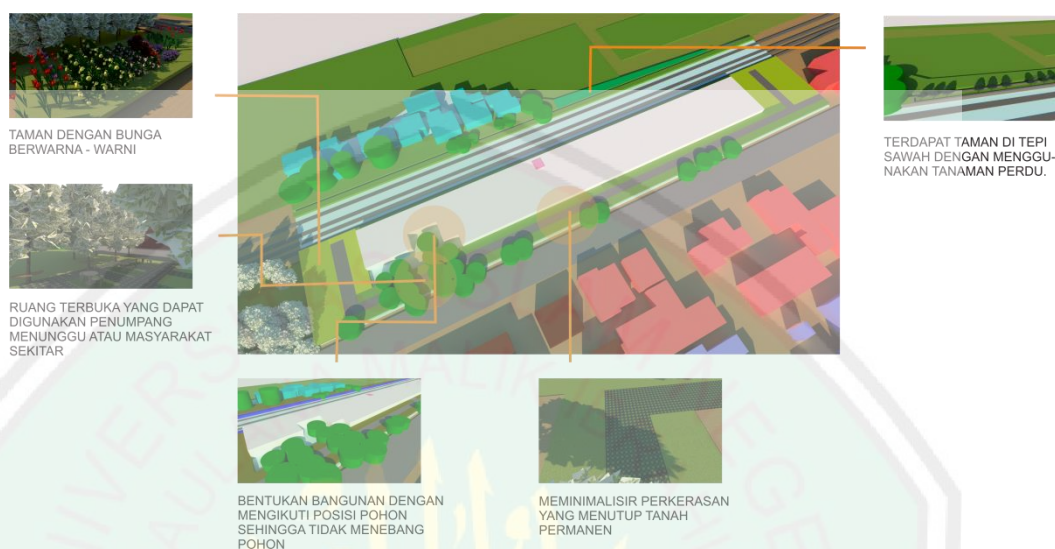 TAMAN DENGAN BUNGA
BERWARNA - WARNI
TERDAPAT TAMAN DI TEPI
SAWAH DENGAN MENGGU-
NAKAN TANAMAN PERDU.
RUANG TERBUKA YANG DAPAT
DIGUNAKAN PENUMPANG
MENUNGGU ATAU MASYARAKAT
SEKITAR
BENTUKAN BANGUNAN DENGAN
MENGIKUTI POSISI POHON
SEHINGGA TIDAK MENEBANG
POHON
MEMINIMALISIR PERKERASAN
YANG MENUTUP TANAH
PERMANEN